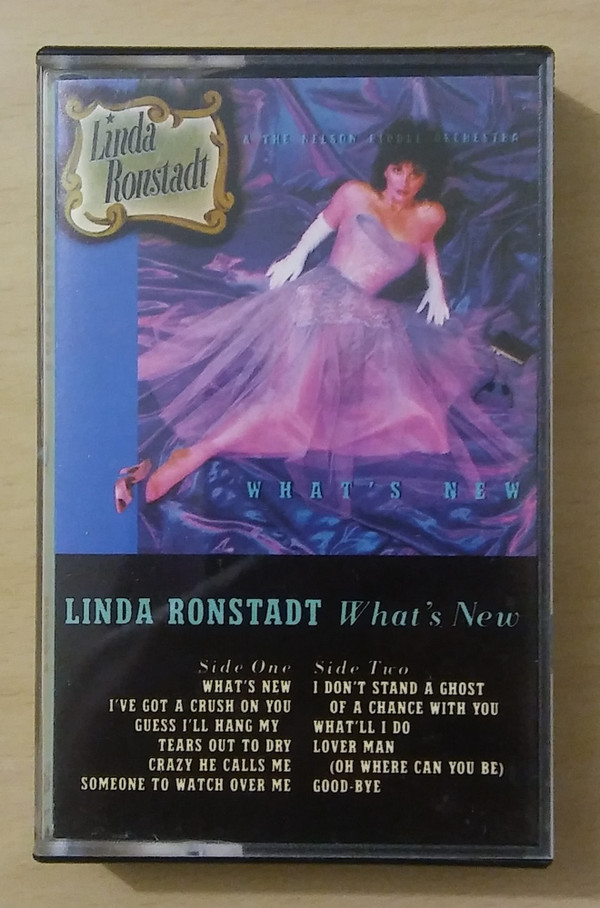 Linda
Ronstadt
& THE NELSON RIDDLE ORCHESTRA
WHAT'S NEW
LINDA RONSTADT What's New
Side One
WHAT'S NEW
I'VE GOT A CRUSH ON YOU
GUESS I'LL HANG MY
TEARS OUT TO DRY
CRAZY HE CALLS ME
SOMEONE TO WATCH OVER ME
Side Two
I DON'T STAND A GHOST
OF A CHANCE WITH YOU
WHAT'LL I DO
LOVER MAN
(OH WHERE CAN YOU BE)
GOOD-BYE